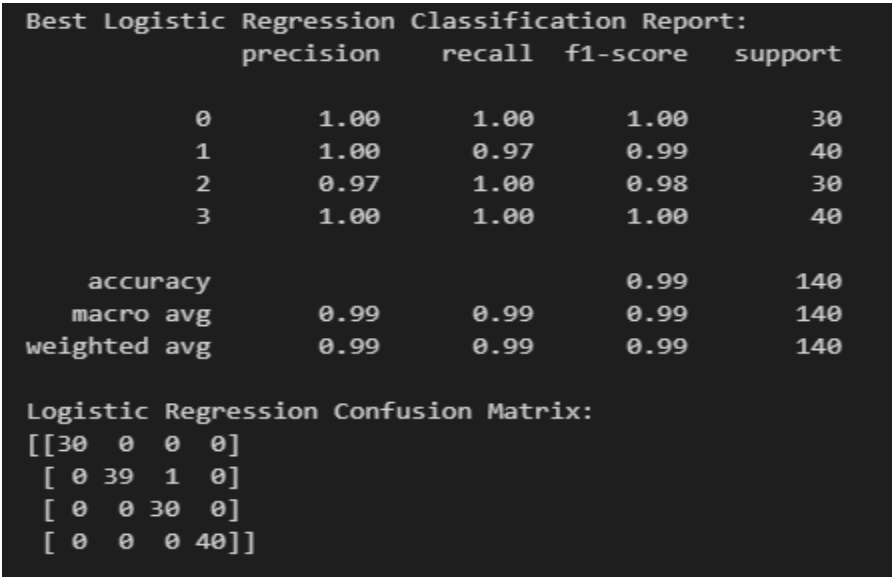 Best Logistic Regression Classification Report:
precision recall f1-score support
0 1.00 1.00 1.00 30
1 1.00 0.97 0.99 40
2 0.97 1.00 0.98 30
3 1.00 1.00 1.00 40
accuracy 0.99 140
macro avg 0.99 0.99 0.99 140
weighted avg 0.99 0.99 0.99 140
Logistic Regression Confusion Matrix:
[[30 0 0 0]
[ 0 39 1 0]
[ 0 0 30 0]
[ 0 0 0 40]]